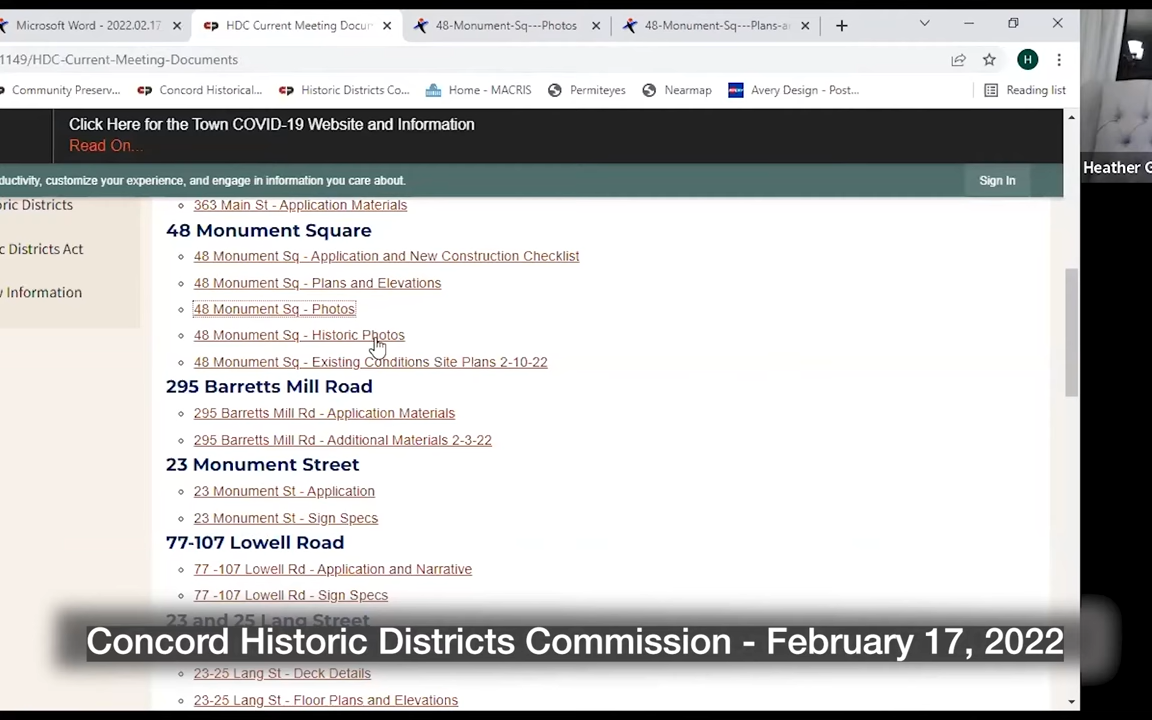 Microsoft Word - 2022.02.17
HDC Current Meeting Docum
48-Monument-Sq---Photos
48-Monument-Sq---Plans-a
1149/HDC-Current-Meeting-Documents
H
Community Preserv...
Concord Historical...
Historic Districts Co...
Home - MACRIS
Permiteyes
Nearmap
Avery Design - Post...
Reading list
Click Here for the Town COVID-19 Website and Information
Read On...
ductivity, customize your experience, and engage in information you care about.
Sign In
Heather G
oric Districts
c Districts Act
v Information
363 Main St - Application Materials
48 Monument Square
48 Monument Sq - Application and New Construction Checklist
48 Monument Sq - Plans and Elevations
48 Monument Sq - Photos
48 Monument Sq - Historic Photos
48 Monument Sq - Existing Conditions Site Plans 2-10-22
295 Barretts Mill Road
295 Barretts Mill Rd - Application Materials
295 Barretts Mill Rd - Additional Materials 2-3-22
23 Monument Street
23 Monument St - Application
23 Monument St - Sign Specs
77-107 Lowell Road
77 -107 Lowell Rd - Application and Narrative
77 -107 Lowell Rd - Sign Specs
23 and 25 Lang Street
Concord Historic Districts Commission - February 17, 2022
23-25 Lang St - Deck Details
23-25 Lang St - Floor Plans and Elevations